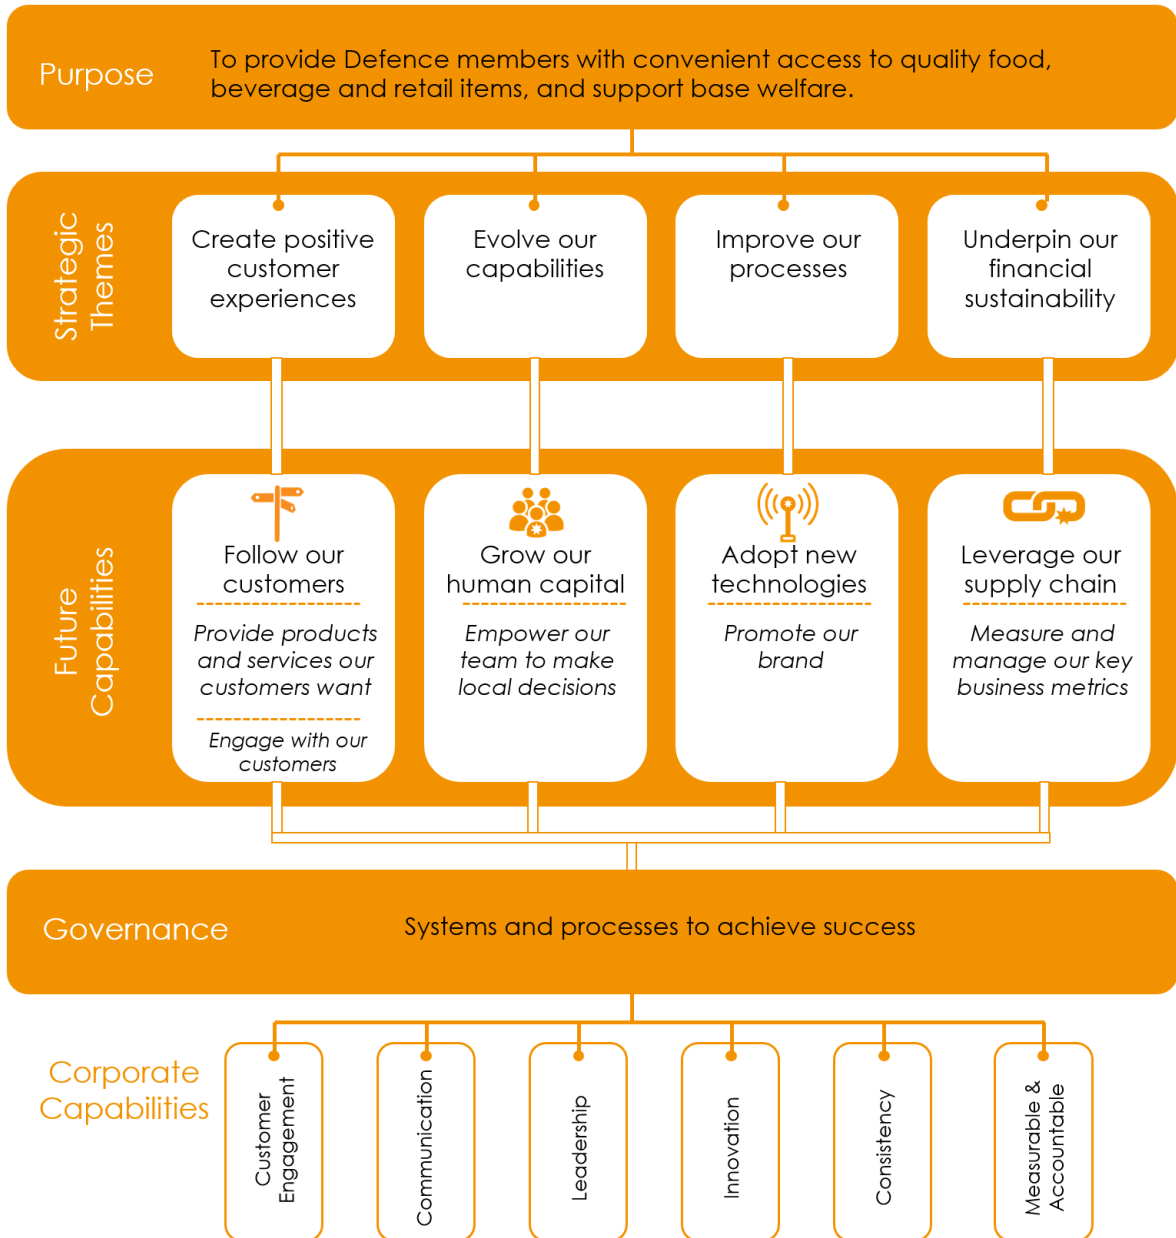 Purpose
To provide Defence members with convenient access to quality food,
beverage and retail items, and support base welfare.
Strategic
Themes
Create positive
customer
experiences
Evolve our
capabilities
Improve our
processes
Underpin our
financial
sustainability
Future
Capabilities
Follow our
customers
Provide products
and services our
customers want
Engage with our
customers
Grow our
human capital
Empower our
team to make
local decisions
Adopt new
technologies
Promote our
brand
Leverage our
supply chain
Measure and
manage our key
business metrics
Governance
Systems and processes to achieve success
Corporate
Capabilities
Customer
Engagement
Communication
Leadership
Innovation
Consistency
Measurable &
Accountable